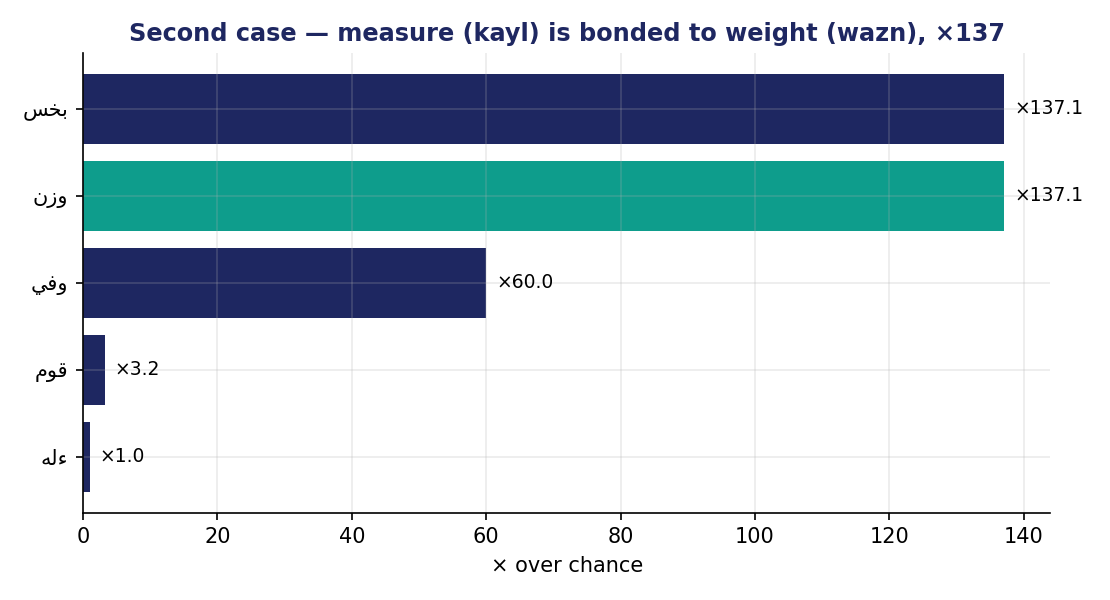 Second case — measure (kayl) is bonded to weight (wazn), ×137
بخس ×137.1
وزن ×137.1
وفي ×60.0
قوم ×3.2
ءله ×1.0
0 20 40 60 80 100 120 140
× over chance